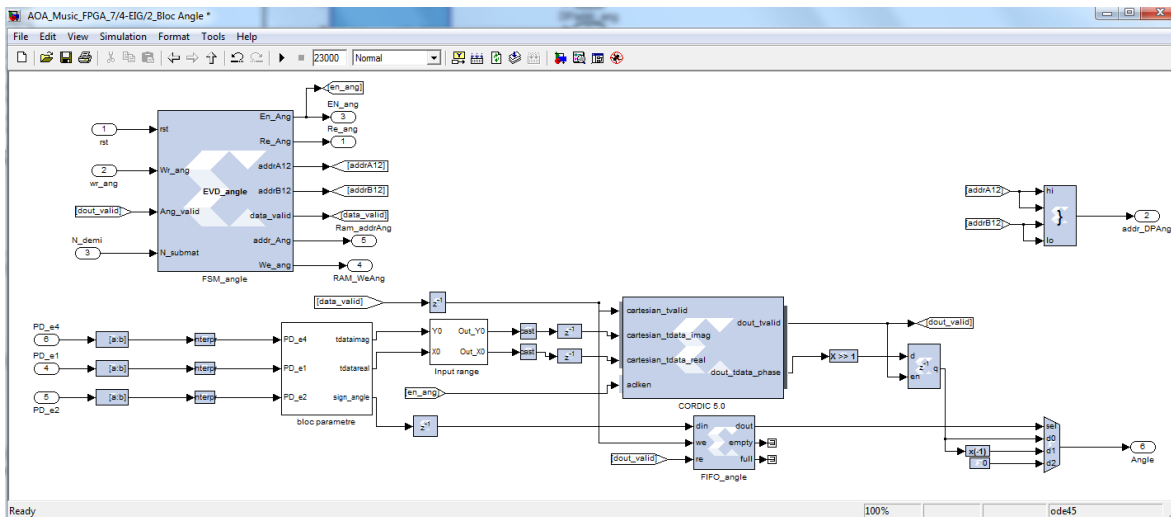 AOA_Music_FPGA_7/4-EIG/2_Bloc Angle *
File Edit View Simulation Format Tools Help
23000 Normal
[en_ang]
EN_ang
3
Re_ang
1
[addrA12]
[addrB12]
[data_valid]
Ram_addrAng
5
4
RAM_WeAng
1
rst
2
wr_ang
[dout_valid]
N_demi
3
rst
Wr_ang
Ang_valid
N_submat
EVD_angle
En_Ang
Re_Ang
addrA12
addrB12
data_valid
addr_Ang
We_ang
FSM_angle
[addrA12]
[addrB12]
hi
lo
}
2
addr_DPAng
[data_valid]
z-1
PD_e4
6
PD_e1
4
5
PD_e2
[a:b]
[a:b]
[a:b]
nterpr
nterpr
nterpr
PD_e4
PD_e1
PD_e2
tdataimag
tdatareal
sign_angle
bloc parametre
Y0 Out_Y0
X0 Out_X0
Input range
cast
cast
z-1
z-1
[en_ang]
z-1
cartesian_tvalid
cartesian_tdata_imag
cartesian_tdata_real
aclken
dout_tvalid
dout_tdata_phase
CORDIC 5.0
[dout_valid]
X >> 1
d
en
z-1
q
[dout_valid]
din dout
we empty
re full
FIFO_angle
x(-1)
0
sel
d0
d1
d2
6
Angle
Ready 100% ode45